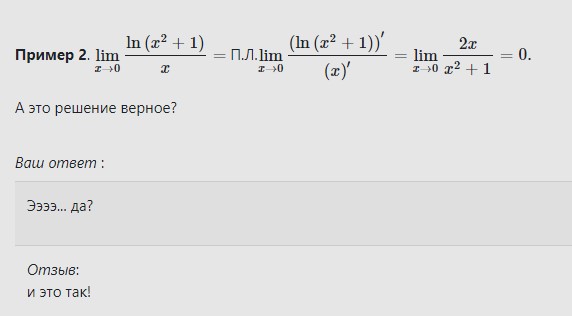 Пример 2. lim_{x→0} ln (x² + 1) / x = П.Л. lim_{x→0} (ln (x² + 1))′ / (x)′ = lim_{x→0} 2x / x² + 1 = 0.
А это решение верное?
Ваш ответ :
Ээээ... да?
Отзыв:
и это так!